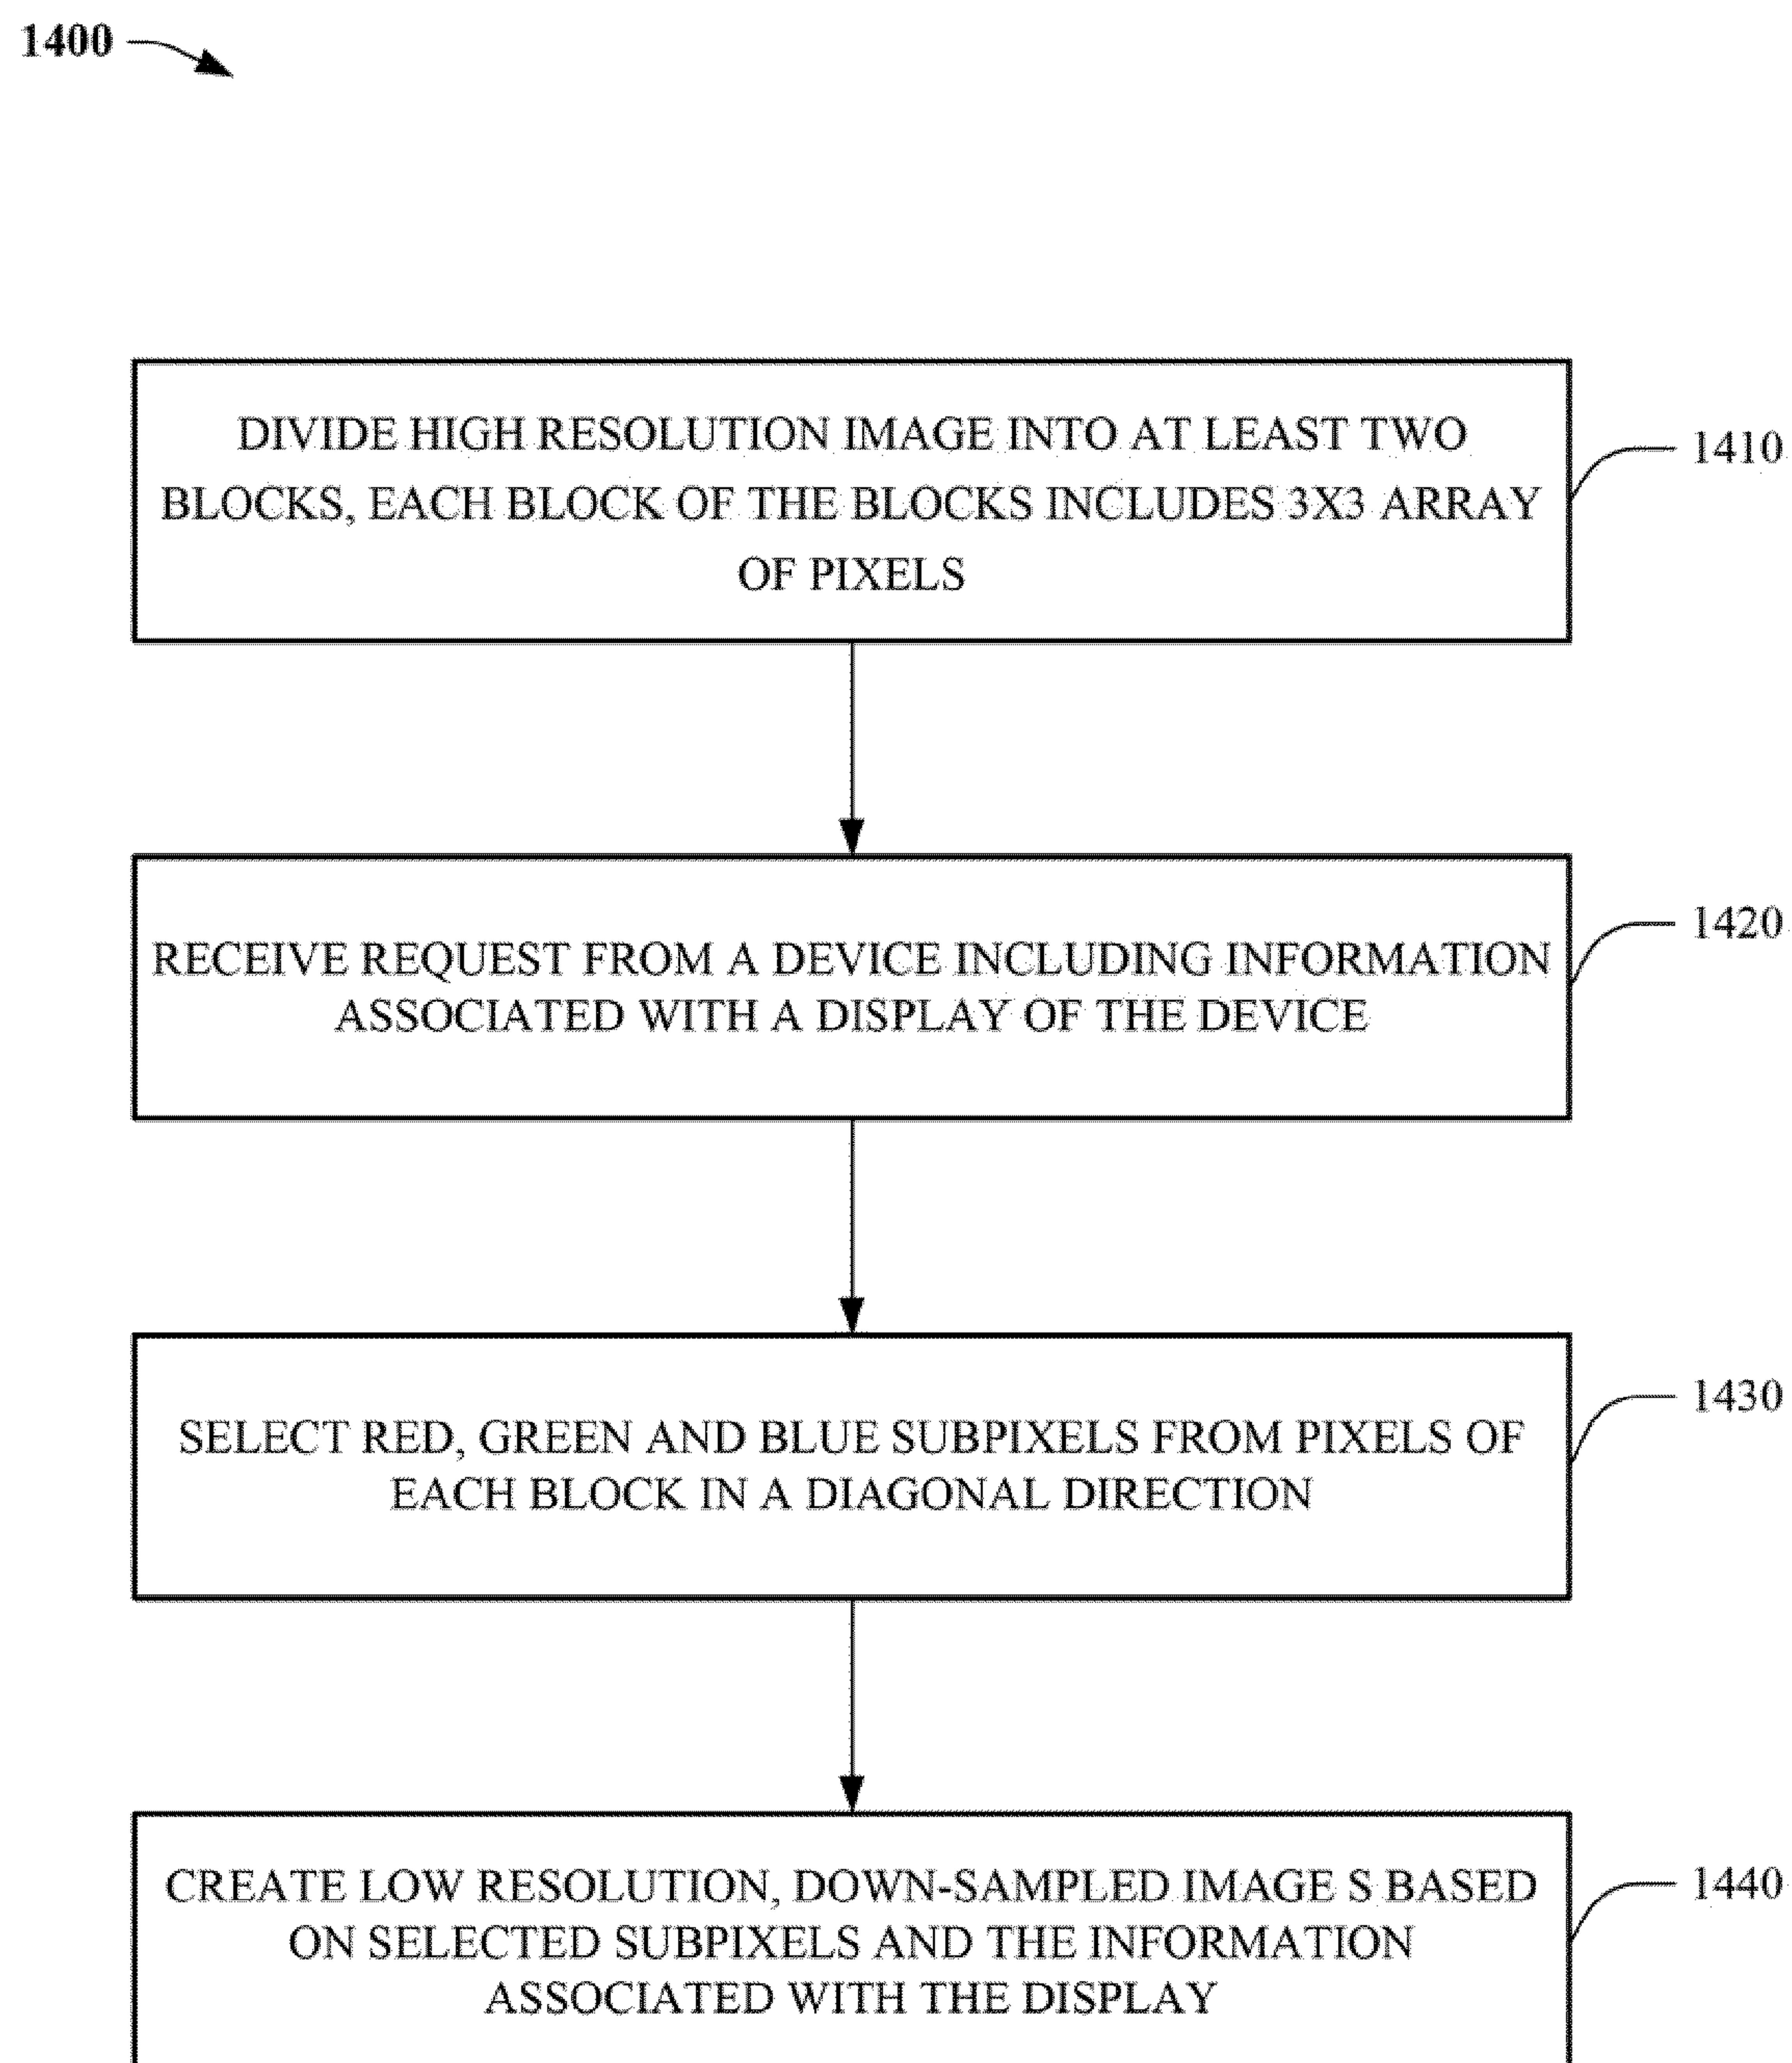 1400
DIVIDE HIGH RESOLUTION IMAGE INTO AT LEAST TWO
BLOCKS, EACH BLOCK OF THE BLOCKS INCLUDES 3X3 ARRAY
OF PIXELS
1410
RECEIVE REQUEST FROM A DEVICE INCLUDING INFORMATION
ASSOCIATED WITH A DISPLAY OF THE DEVICE
1420
SELECT RED, GREEN AND BLUE SUBPIXELS FROM PIXELS OF
EACH BLOCK IN A DIAGONAL DIRECTION
1430
CREATE LOW RESOLUTION, DOWN-SAMPLED IMAGE S BASED
ON SELECTED SUBPIXELS AND THE INFORMATION
ASSOCIATED WITH THE DISPLAY
1440